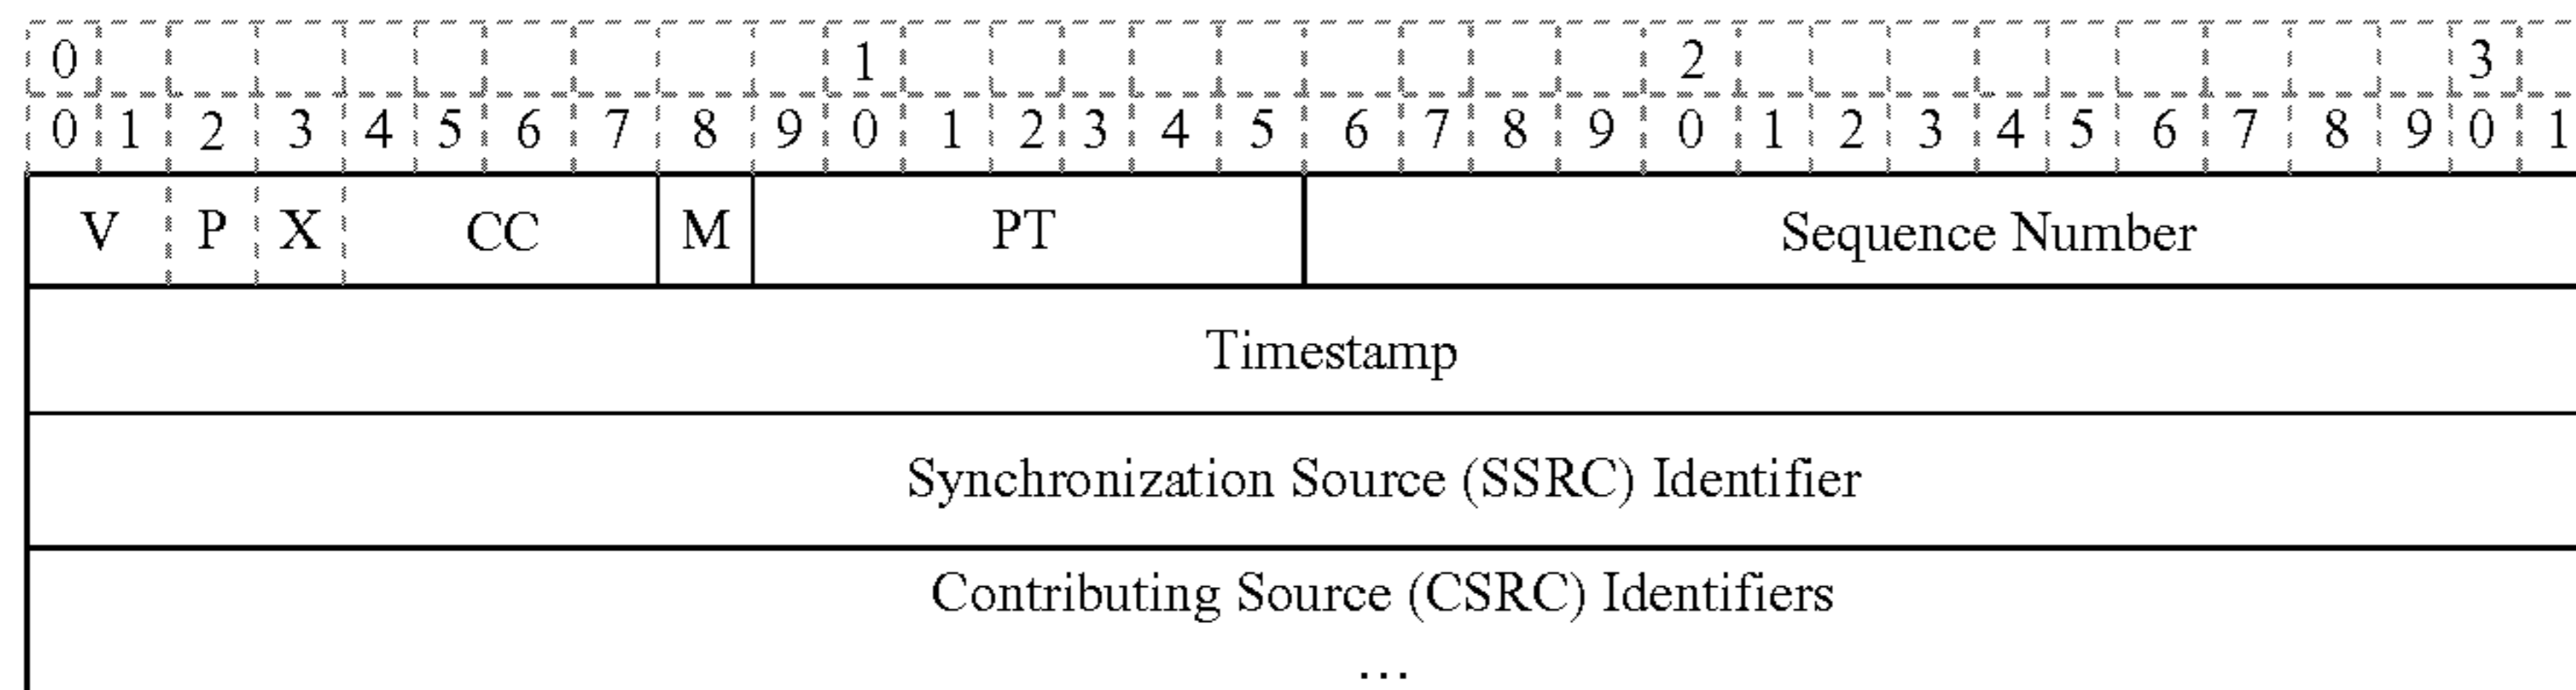 0 1 2 3
0 1 2 3 4 5 6 7 8 9 0 1 2 3 4 5 6 7 8 9 0 1 2 3 4 5 6 7 8 9 0 1
V P X CC M PT Sequence Number
Timestamp
Synchronization Source (SSRC) Identifier
Contributing Source (CSRC) Identifiers
...